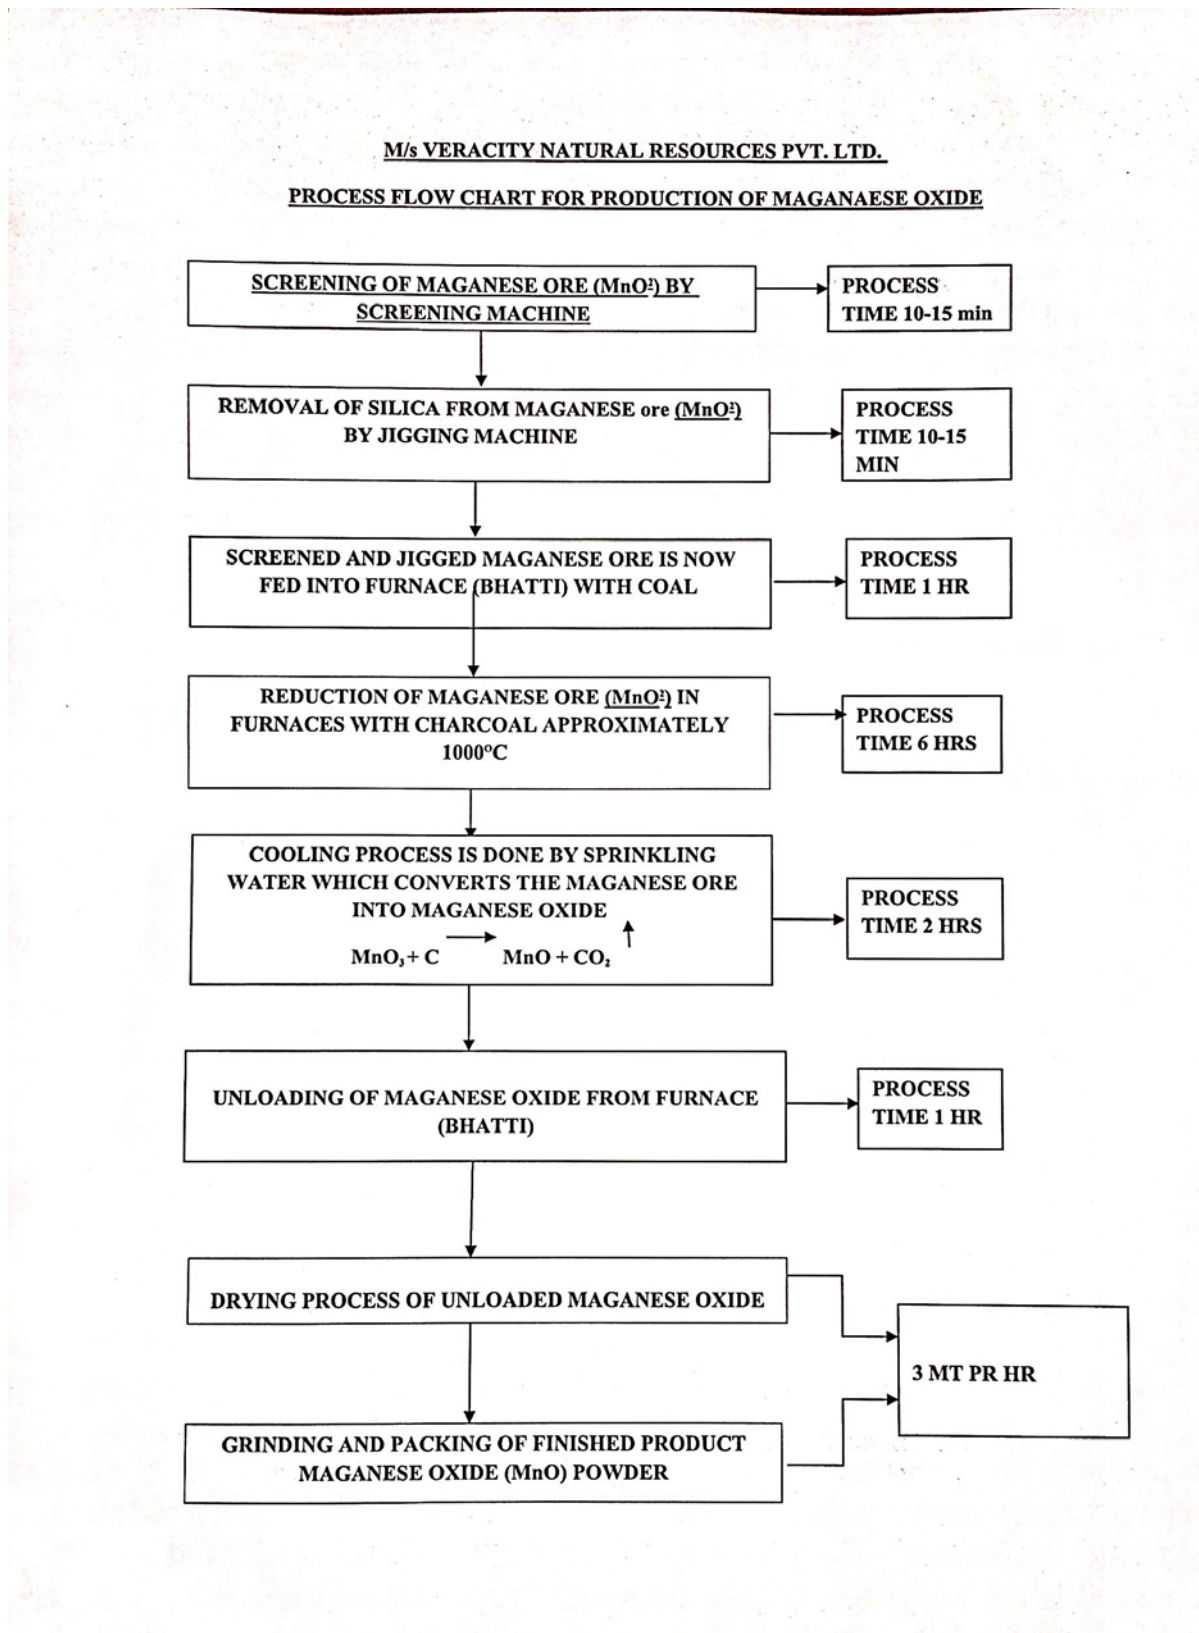 M/s VERACITY NATURAL RESOURCES PVT. LTD.
PROCESS FLOW CHART FOR PRODUCTION OF MAGANAESE OXIDE
SCREENING OF MAGANESE ORE (MnO²) BY
SCREENING MACHINE
PROCESS
TIME 10-15 min
REMOVAL OF SILICA FROM MAGANESE ore (MnO²)
BY JIGGING MACHINE
PROCESS
TIME 10-15
MIN
SCREENED AND JIGGED MAGANESE ORE IS NOW
FED INTO FURNACE (BHATTI) WITH COAL
PROCESS
TIME 1 HR
REDUCTION OF MAGANESE ORE (MnO²) IN
FURNACES WITH CHARCOAL APPROXIMATELY
1000°C
PROCESS
TIME 6 HRS
COOLING PROCESS IS DONE BY SPRINKLING
WATER WHICH CONVERTS THE MAGANESE ORE
INTO MAGANESE OXIDE
MnO₃ + C → MnO + CO₂ ↑
PROCESS
TIME 2 HRS
UNLOADING OF MAGANESE OXIDE FROM FURNACE
(BHATTI)
PROCESS
TIME 1 HR
DRYING PROCESS OF UNLOADED MAGANESE OXIDE
3 MT PR HR
GRINDING AND PACKING OF FINISHED PRODUCT
MAGANESE OXIDE (MnO) POWDER